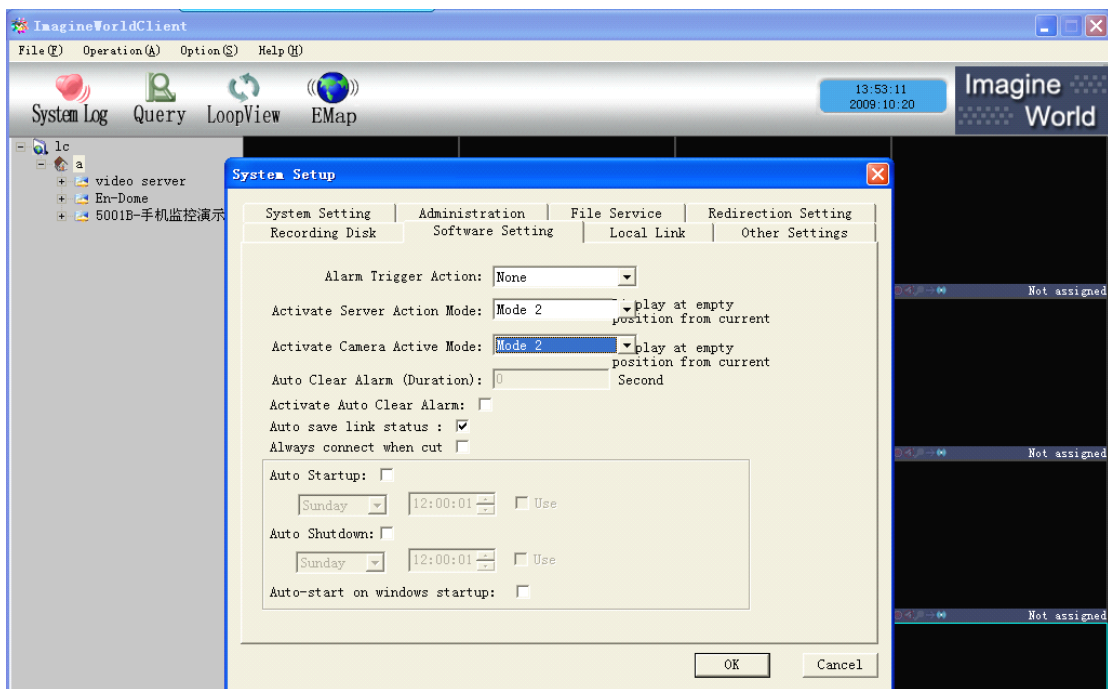 ImagineWorldClient
File(F) Operation(A) Option(S) Help(H)
System Log Query LoopView EMap
13:53:11
2009:10:20
Imagine
World
lc
a
video server
En-Dome
5001B-手机监控演示
System Setup
System Setting Administration File Service Redirection Setting
Recording Disk Software Setting Local Link Other Settings
Alarm Trigger Action: None
Activate Server Action Mode: Mode 2 play at empty
position from current
Activate Camera Active Mode: Mode 2 play at empty
position from current
Auto Clear Alarm (Duration): 0 Second
Activate Auto Clear Alarm:
Auto save link status :
Always connect when cut
Auto Startup:
Sunday 12:00:01 Use
Auto Shutdown:
Sunday 12:00:01 Use
Auto-start on windows startup:
OK Cancel
Not assigned
Not assigned
Not assigned